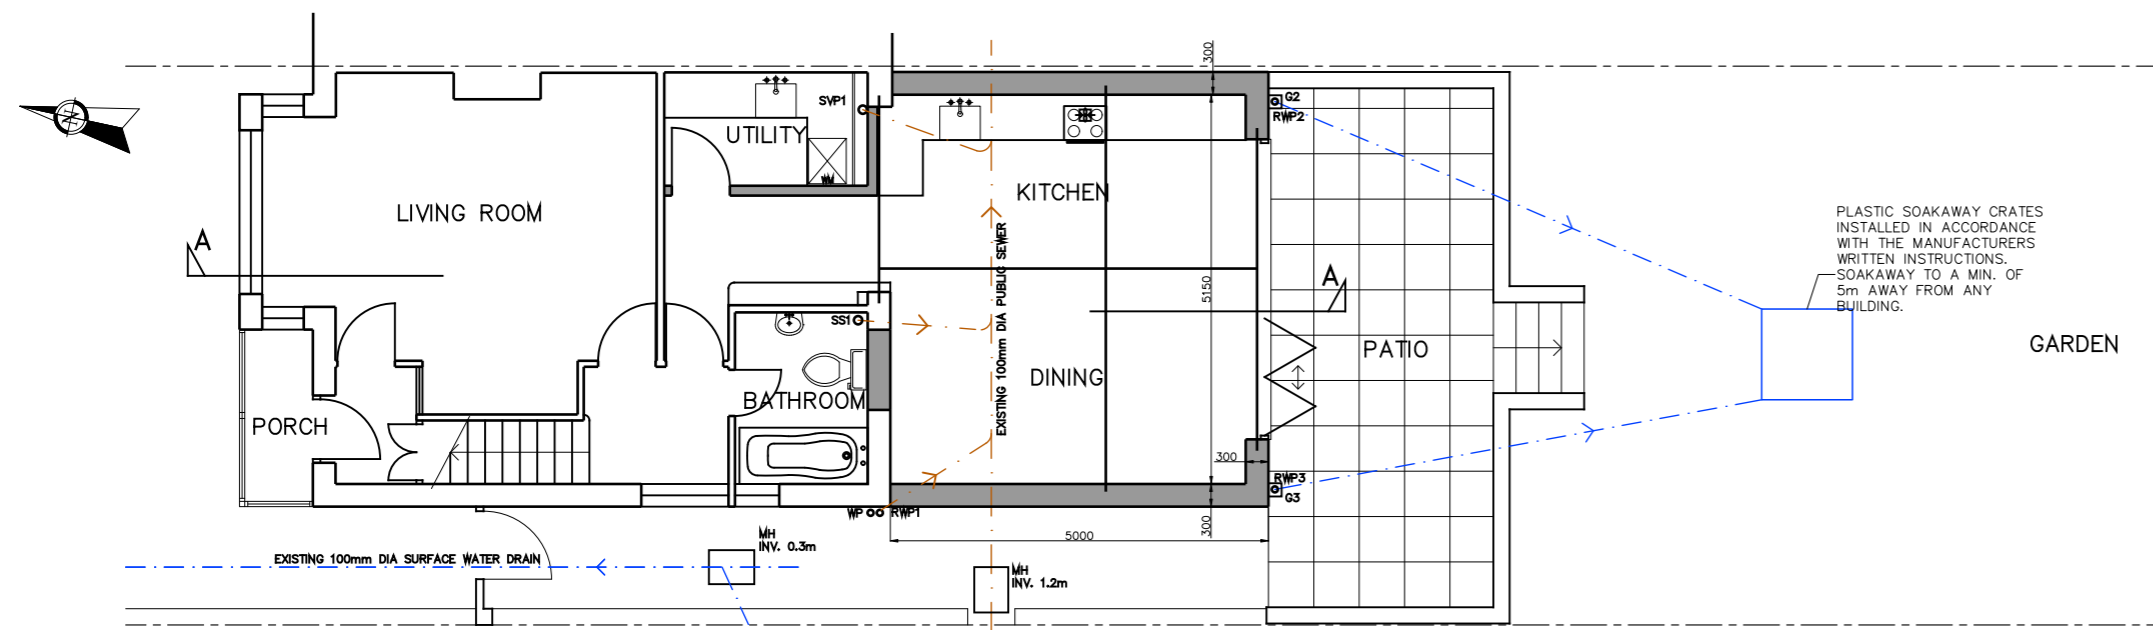 300
N
SVP1
G2
RWP2
UTILITY
WM
LIVING ROOM
KITCHEN
PLASTIC SOAKAWAY CRATES
INSTALLED IN ACCORDANCE
WITH THE MANUFACTURERS
WRITTEN INSTRUCTIONS.
SOAKAWAY TO A MIN. OF
5m AWAY FROM ANY
BUILDING.
A
A
5150
EXISTING 100mm DIA PUBLIC SEWER
SS1
PATIO
GARDEN
DINING
BATHROOM
PORCH
300
RWP3
G3
WP
RWP1
300
5000
MH
INV. 0.3m
EXISTING 100mm DIA SURFACE WATER DRAIN
MH
INV. 1.2m